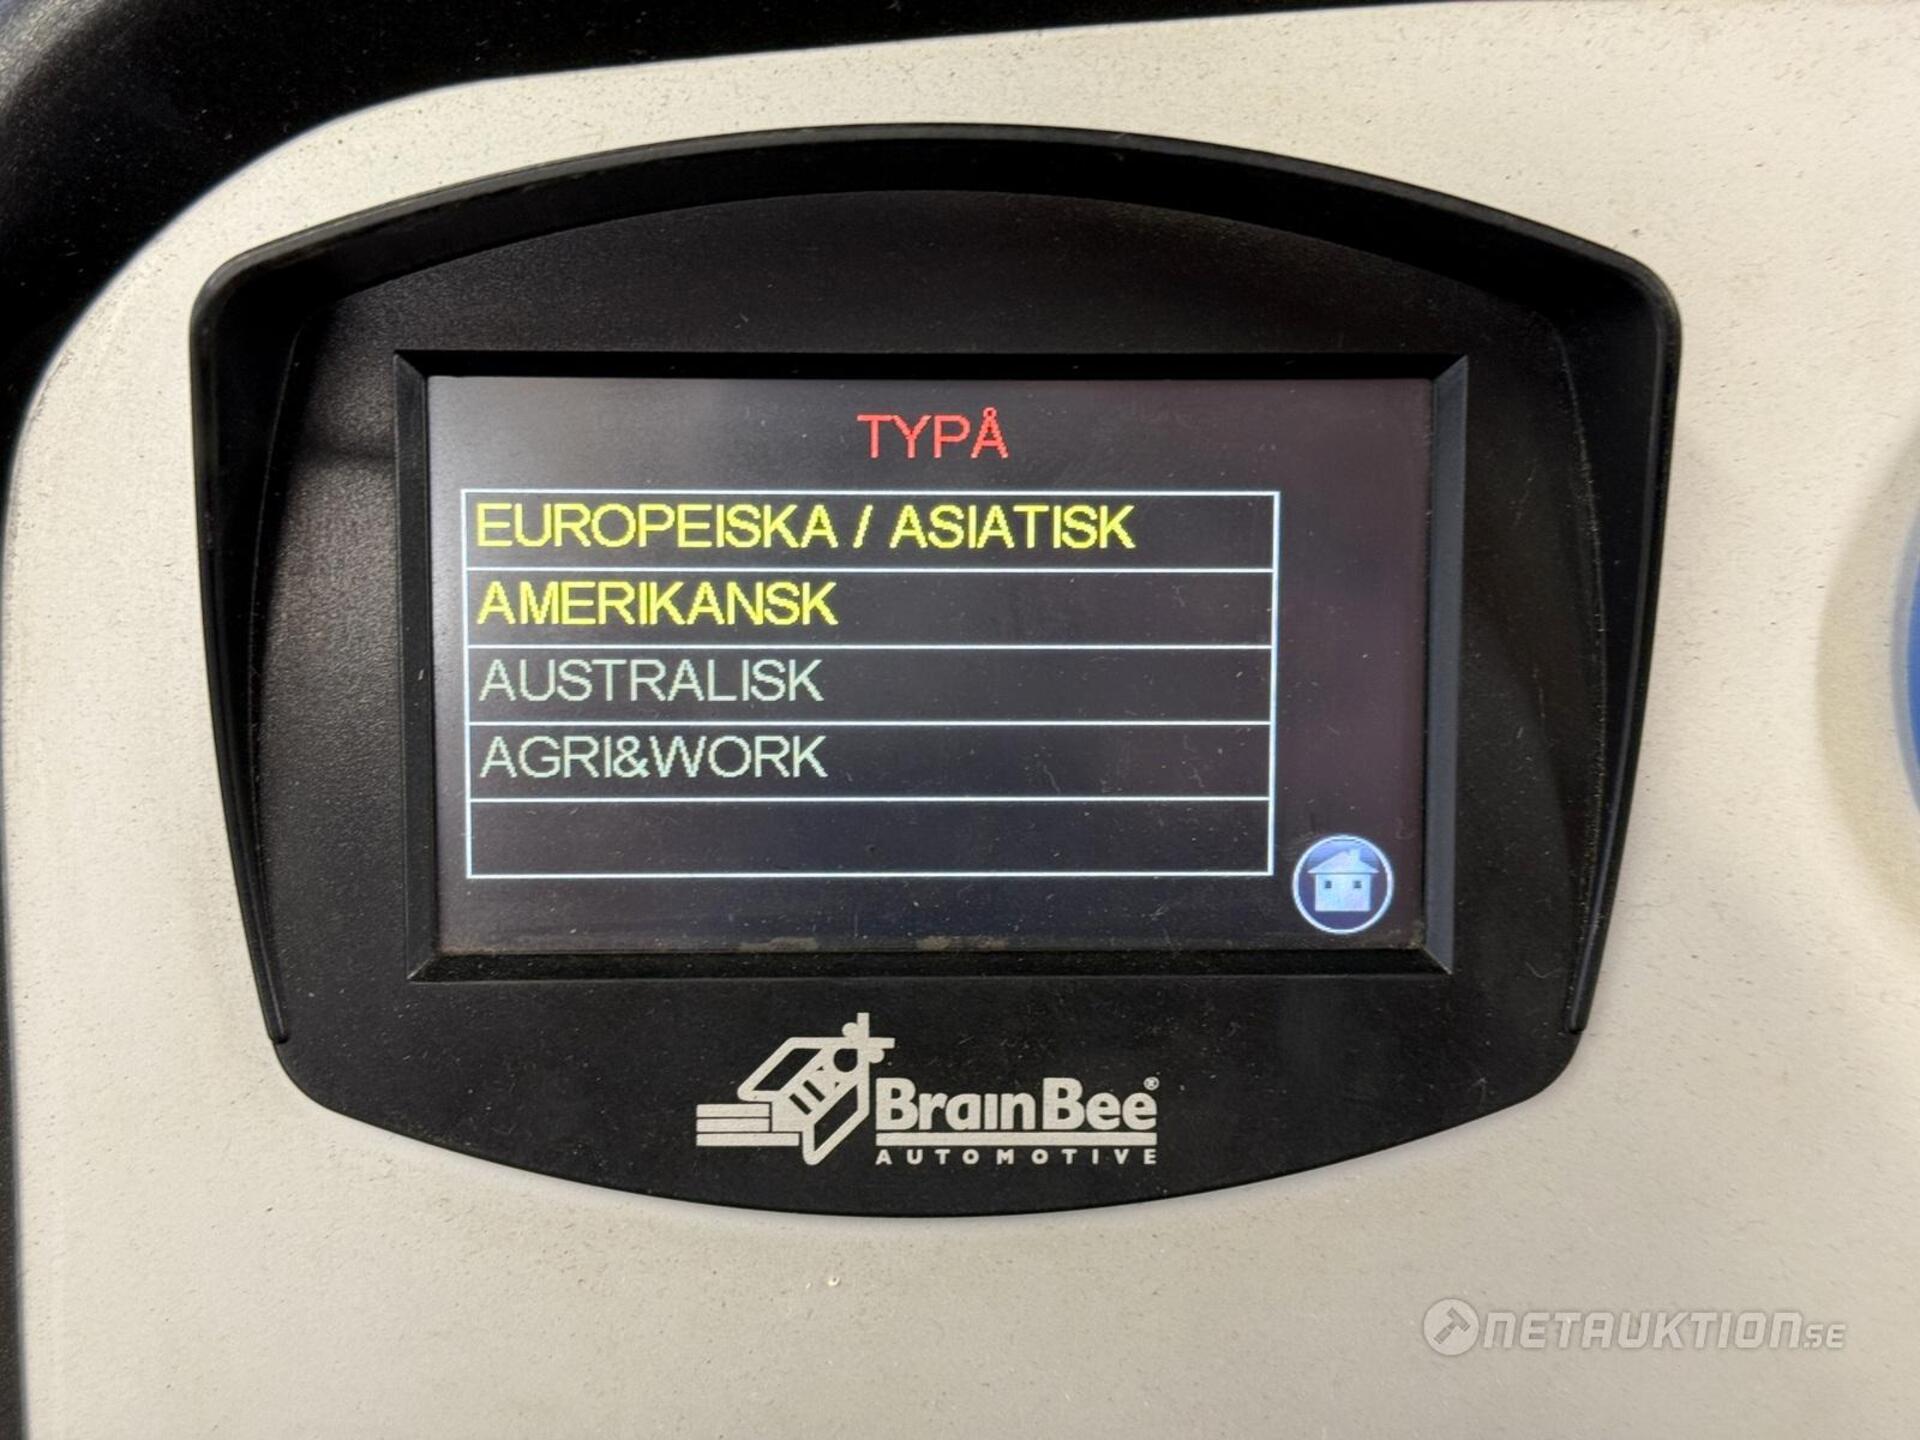 TYPÅ
EUROPEISKA / ASIATISK
AMERIKANSK
AUSTRALISK
AGRI&WORK
BrainBee®
AUTOMOTIVE
NETAUKTION.SE